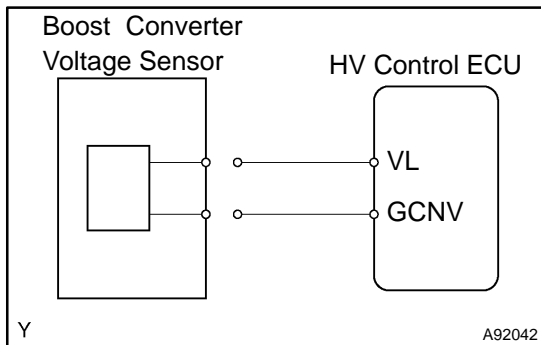 Boost Converter
Voltage Sensor
HV Control ECU
VL
GCNV
Y
A92042